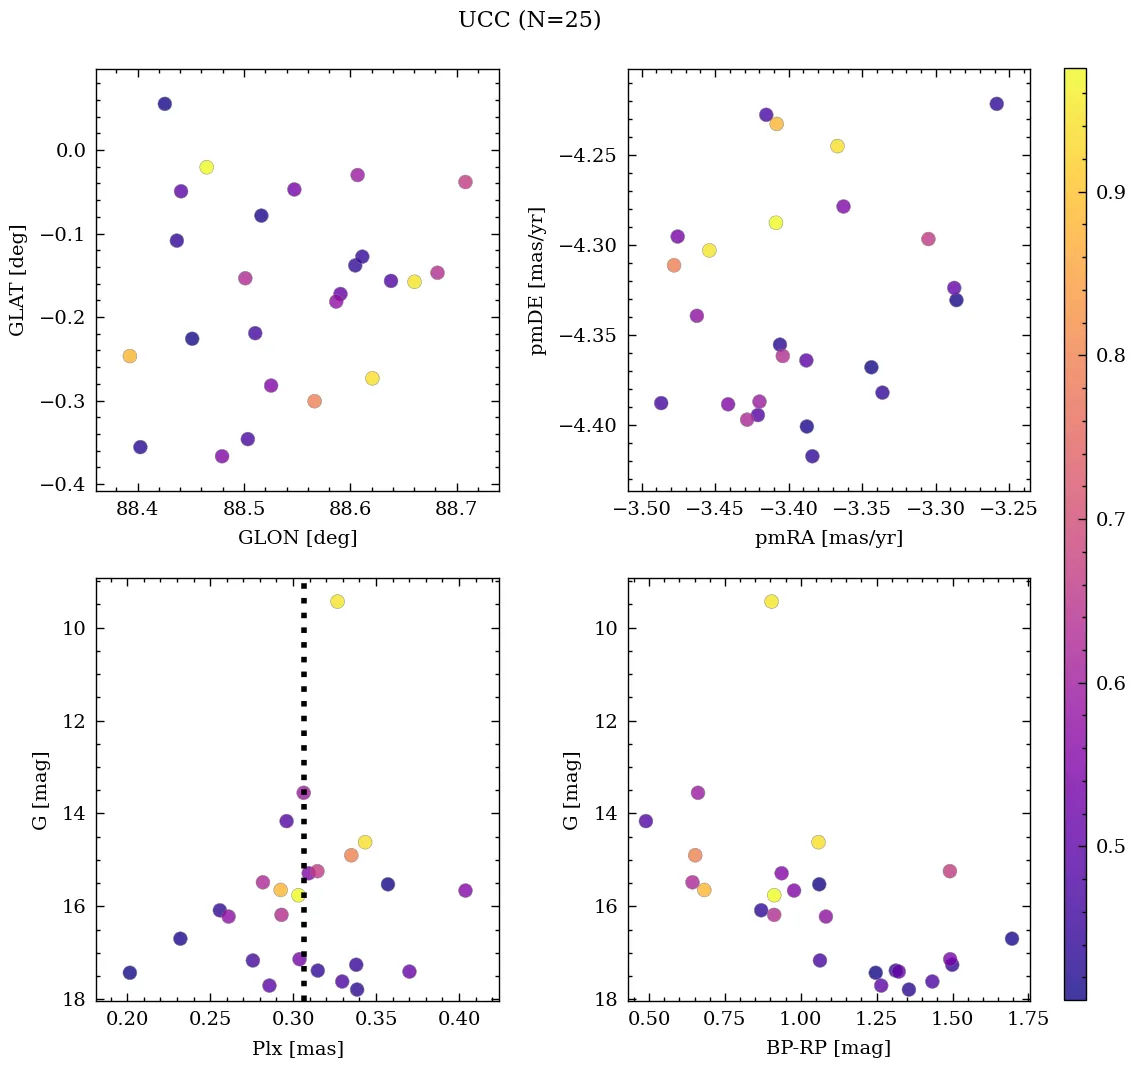 UCC (N=25)
0.0
−0.1
−0.2
−0.3
−0.4
GLAT [deg]
88.4 88.5 88.6 88.7
GLON [deg]
−4.25
−4.30
−4.35
−4.40
pmDE [mas/yr]
−3.50 −3.45 −3.40 −3.35 −3.30 −3.25
pmRA [mas/yr]
10
12
14
16
18
G [mag]
0.20 0.25 0.30 0.35 0.40
Plx [mas]
10
12
14
16
18
G [mag]
0.50 0.75 1.00 1.25 1.50 1.75
BP-RP [mag]
0.9
0.8
0.7
0.6
0.5